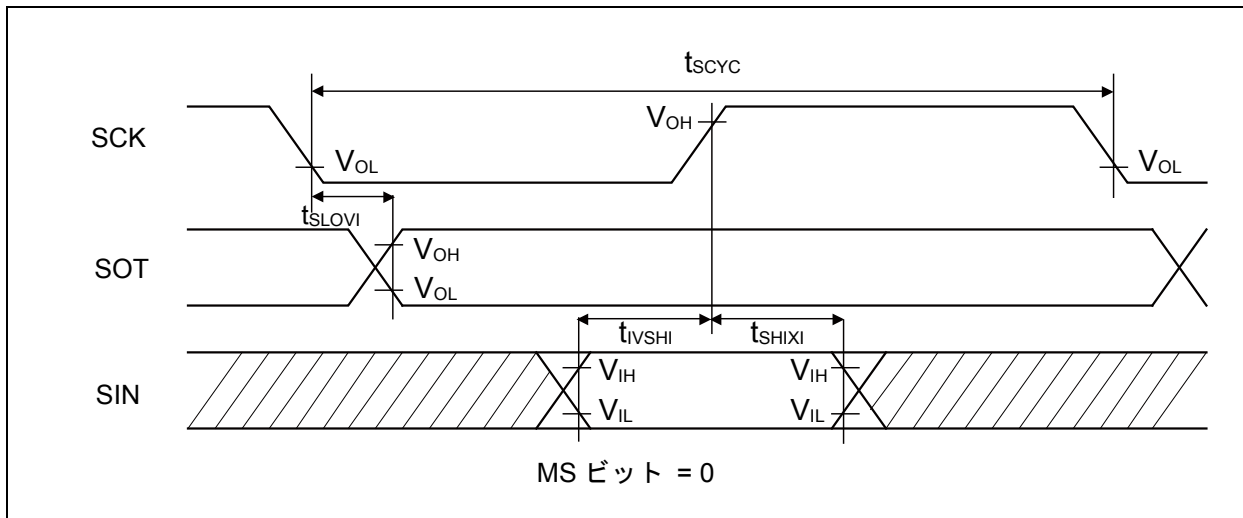 tSCYC
SCK
VOH
VOL
VOL
tSLOVI
SOT
VOH
VOL
tIVSHI
tSHIXI
SIN
VIH
VIH
VIL
VIL
MS ビット = 0